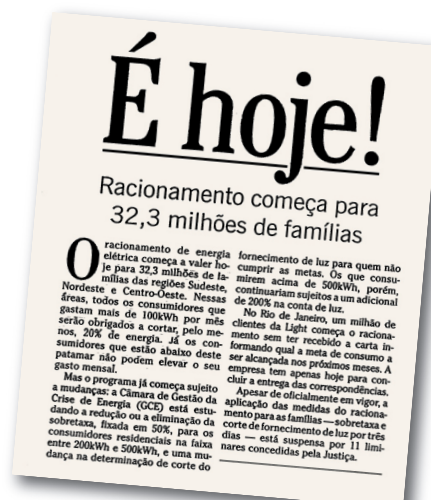 É hoje!
Racionamento começa para
32,3 milhões de famílias
O racionamento de energia
elétrica começa a valer ho-
je para 32,3 milhões de fa-
mílias das regiões Sudeste,
Nordeste e Centro-Oeste. Nessas
áreas, todos os consumidores que
gastam mais de 100kWh por mês
serão obrigados a cortar, pelo me-
nos, 20% de energia. Já os con-
sumidores que estão abaixo deste
patamar não podem elevar o seu
gasto mensal.
Mas o programa já começa sujeito
a mudanças: a Câmara de Gestão da
Crise de Energia (GCE) está estu-
dando a redução ou a eliminação da
sobretaxa, fixada em 50%, para os
consumidores residenciais na faixa
entre 200kWh e 500kWh, e uma mu-
dança na determinação de corte do
fornecimento de luz para quem não
cumprir as metas. Os que consu-
mirem acima de 500kWh, porém,
continuariam sujeitos a um adicional
de 200% na conta de luz.
No Rio de Janeiro, um milhão de
clientes da Light começa o raciona-
mento sem ter recebido a carta in-
formando qual a meta de consumo a
ser alcançada nos próximos meses. A
empresa tem apenas hoje para con-
cluir a entrega das correspondências.
Apesar de oficialmente em vigor, a
aplicação das medidas do raciona-
mento para as famílias — sobretaxa e
corte de fornecimento de luz por três
dias — está suspensa por 11 limi-
nares concedidas pela Justiça.